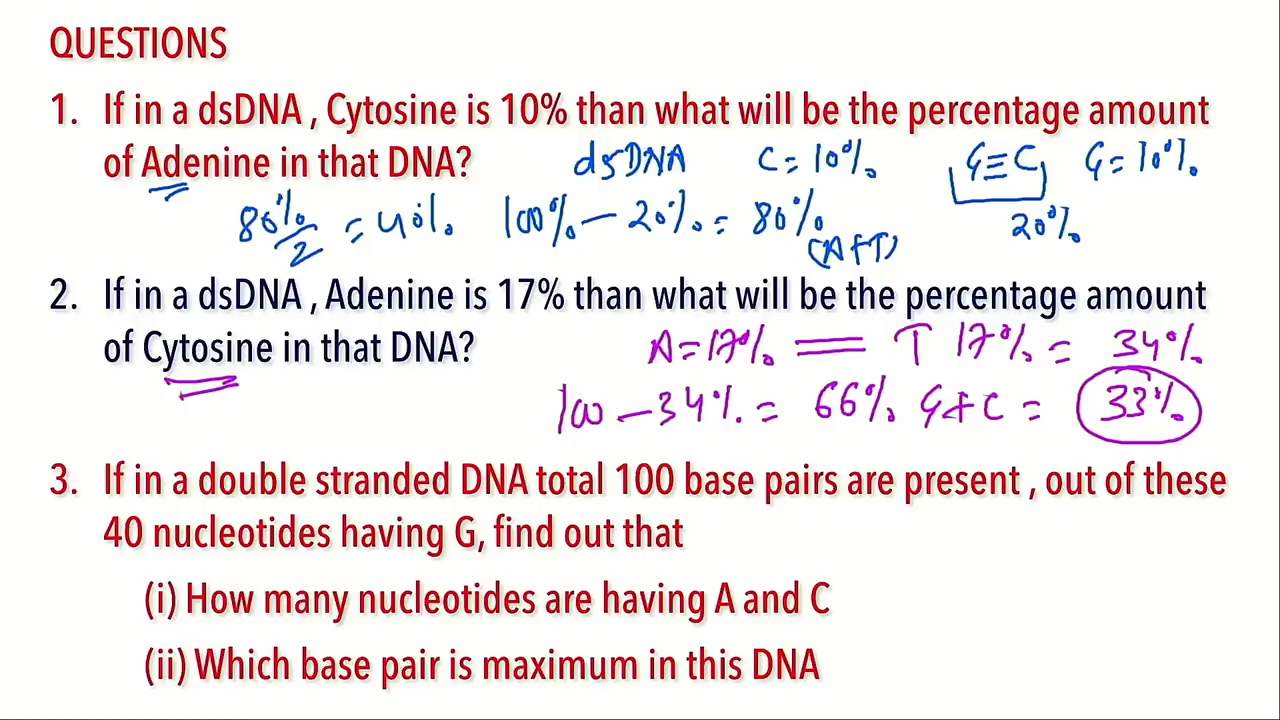 QUESTIONS
1. If in a dsDNA , Cytosine is 10% than what will be the percentage amount
of Adenine in that DNA?
dsDNA C = 10% G≡C G = 10%
80%/2 = 40% 100% - 20% = 80% 20%
(A+T)
2. If in a dsDNA , Adenine is 17% than what will be the percentage amount
of Cytosine in that DNA?
A = 17% = T 17% = 34%
100 - 34% = 66% G+C = 33%
3. If in a double stranded DNA total 100 base pairs are present , out of these
40 nucleotides having G, find out that
(i) How many nucleotides are having A and C
(ii) Which base pair is maximum in this DNA